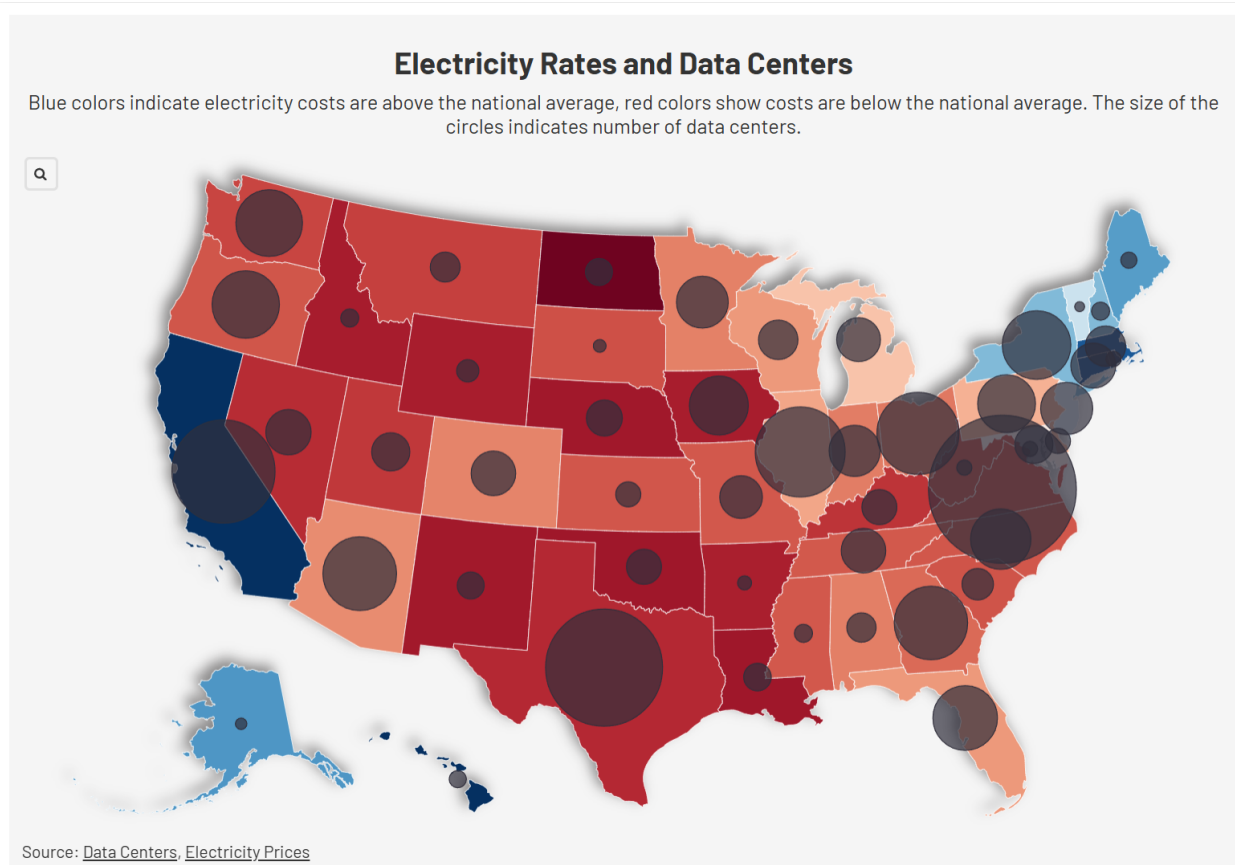 Electricity Rates and Data Centers
Blue colors indicate electricity costs are above the national average, red colors show costs are below the national average. The size of the
circles indicates number of data centers.
Source: Data Centers, Electricity Prices